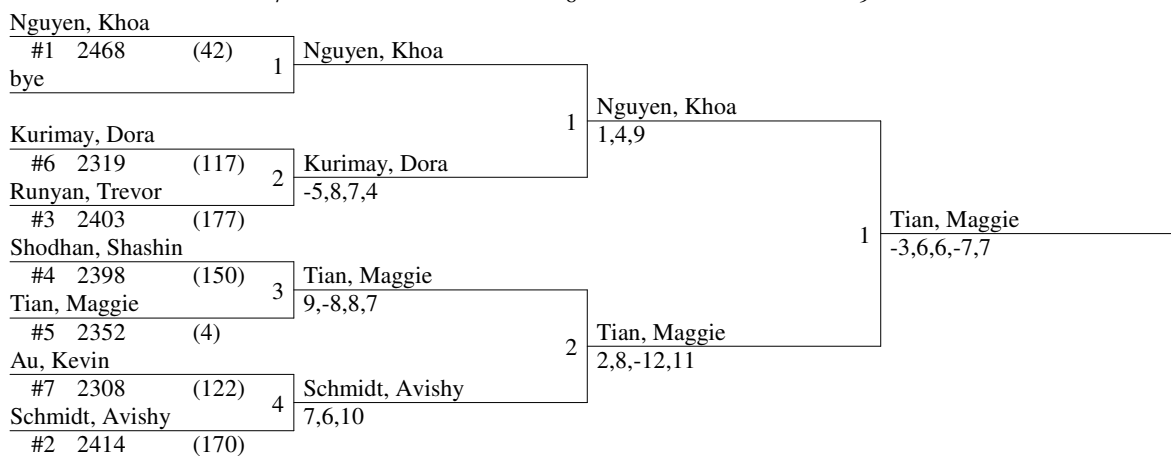 Nguyen, Khoa
#1 2468 (42)
bye
1
Nguyen, Khoa
Kurimay, Dora
#6 2319 (117)
Runyan, Trevor
#3 2403 (177)
2
Kurimay, Dora
-5,8,7,4
Shodhan, Shashin
#4 2398 (150)
Tian, Maggie
#5 2352 (4)
3
Tian, Maggie
9,-8,8,7
Au, Kevin
#7 2308 (122)
Schmidt, Avishy
#2 2414 (170)
4
Schmidt, Avishy
7,6,10
1
Nguyen, Khoa
1,4,9
2
Tian, Maggie
2,8,-12,11
1
Tian, Maggie
-3,6,6,-7,7